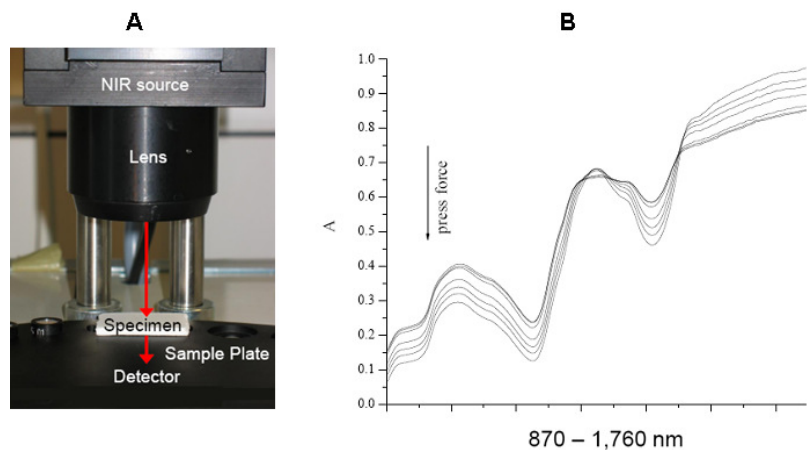 A
NIR source
Lens
Specimen
Sample Plate
Detector
B
1.0
0.9
0.8
0.7
0.6
0.5
0.4
0.3
0.2
0.1
0.0
A
press force
870 – 1,760 nm